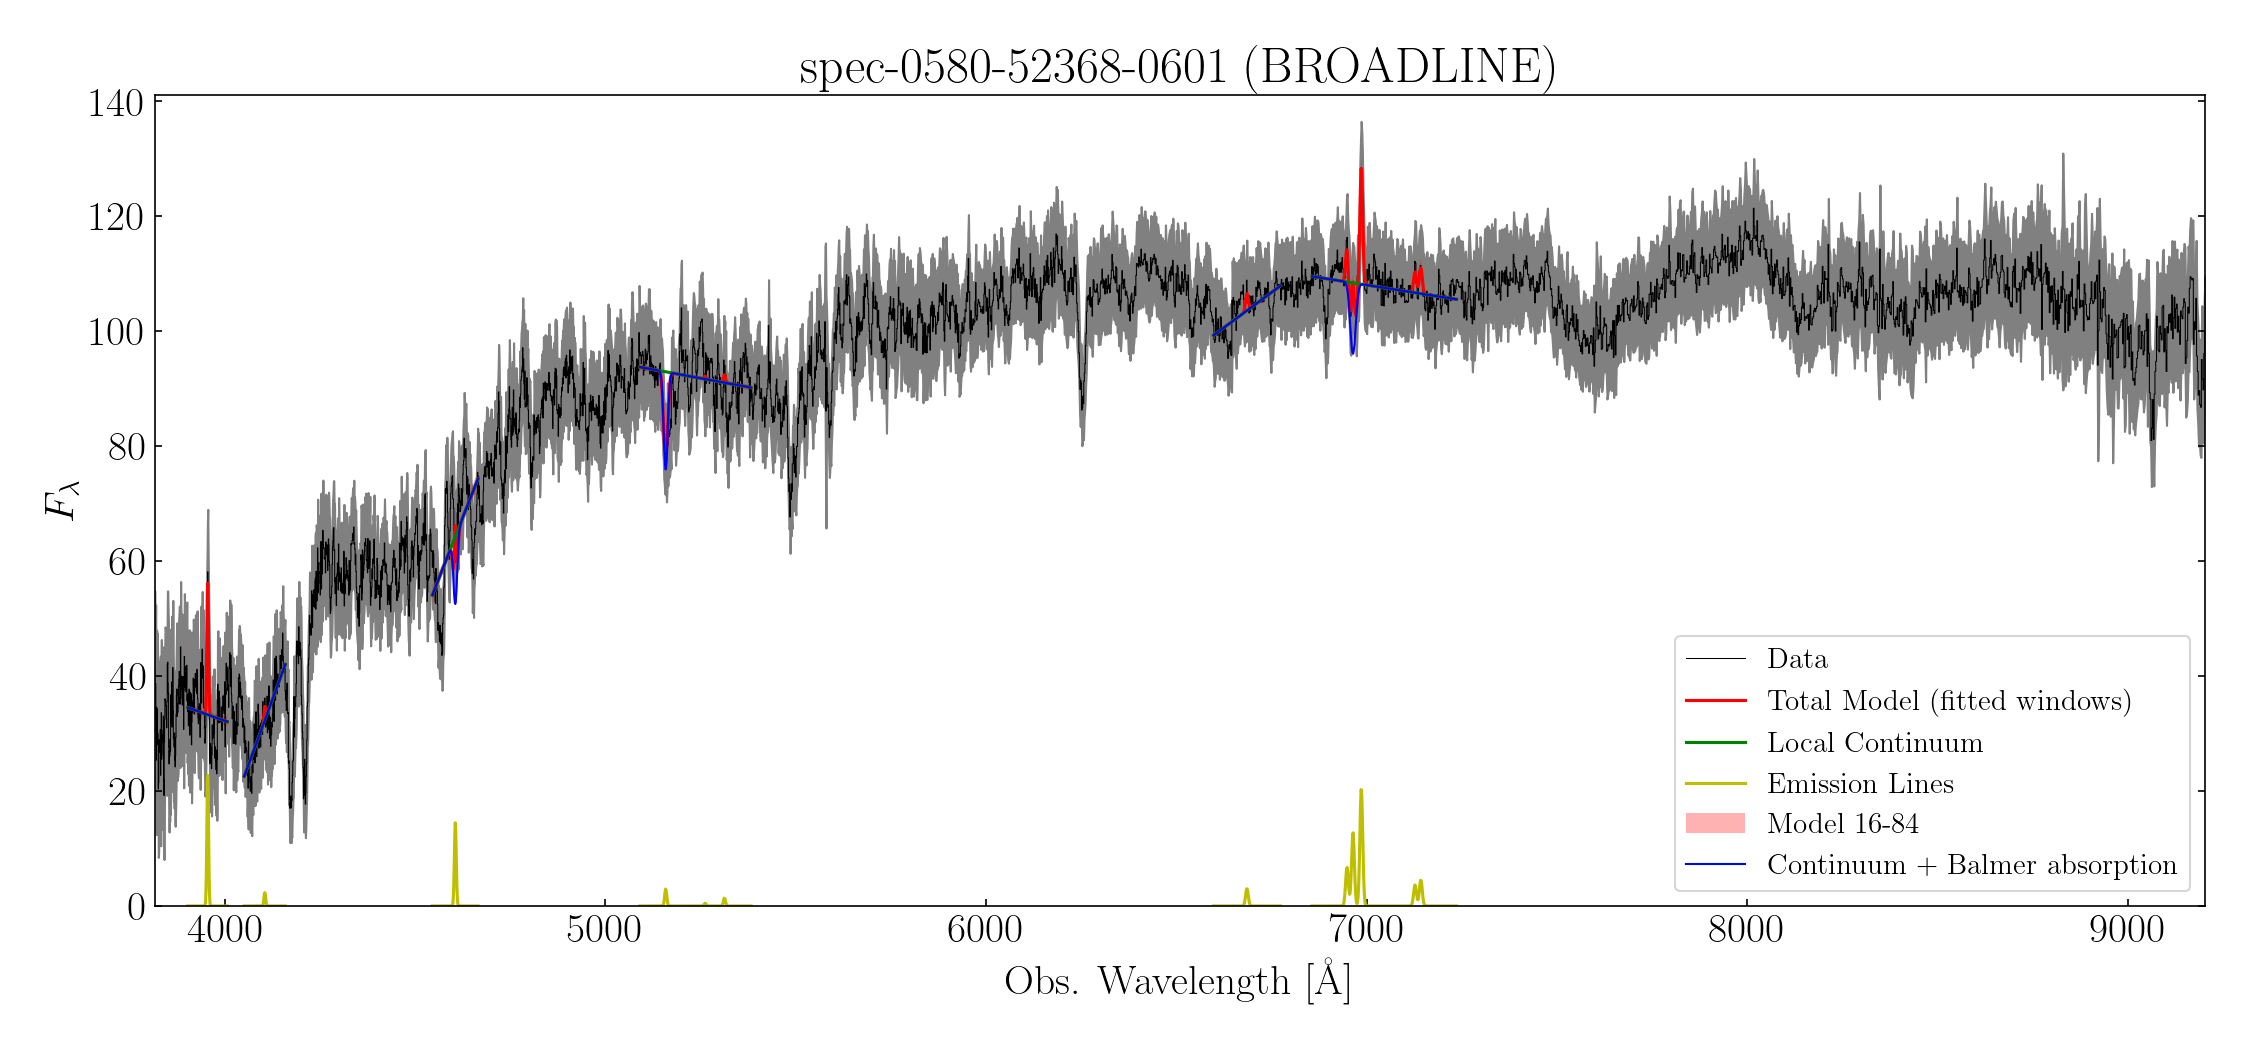 spec-0580-52368-0601 (BROADLINE)
140
120
100
80
60
40
20
0
Fλ
4000 5000 6000 7000 8000 9000
Obs. Wavelength [Å]
Data
Total Model (fitted windows)
Local Continuum
Emission Lines
Model 16-84
Continuum + Balmer absorption